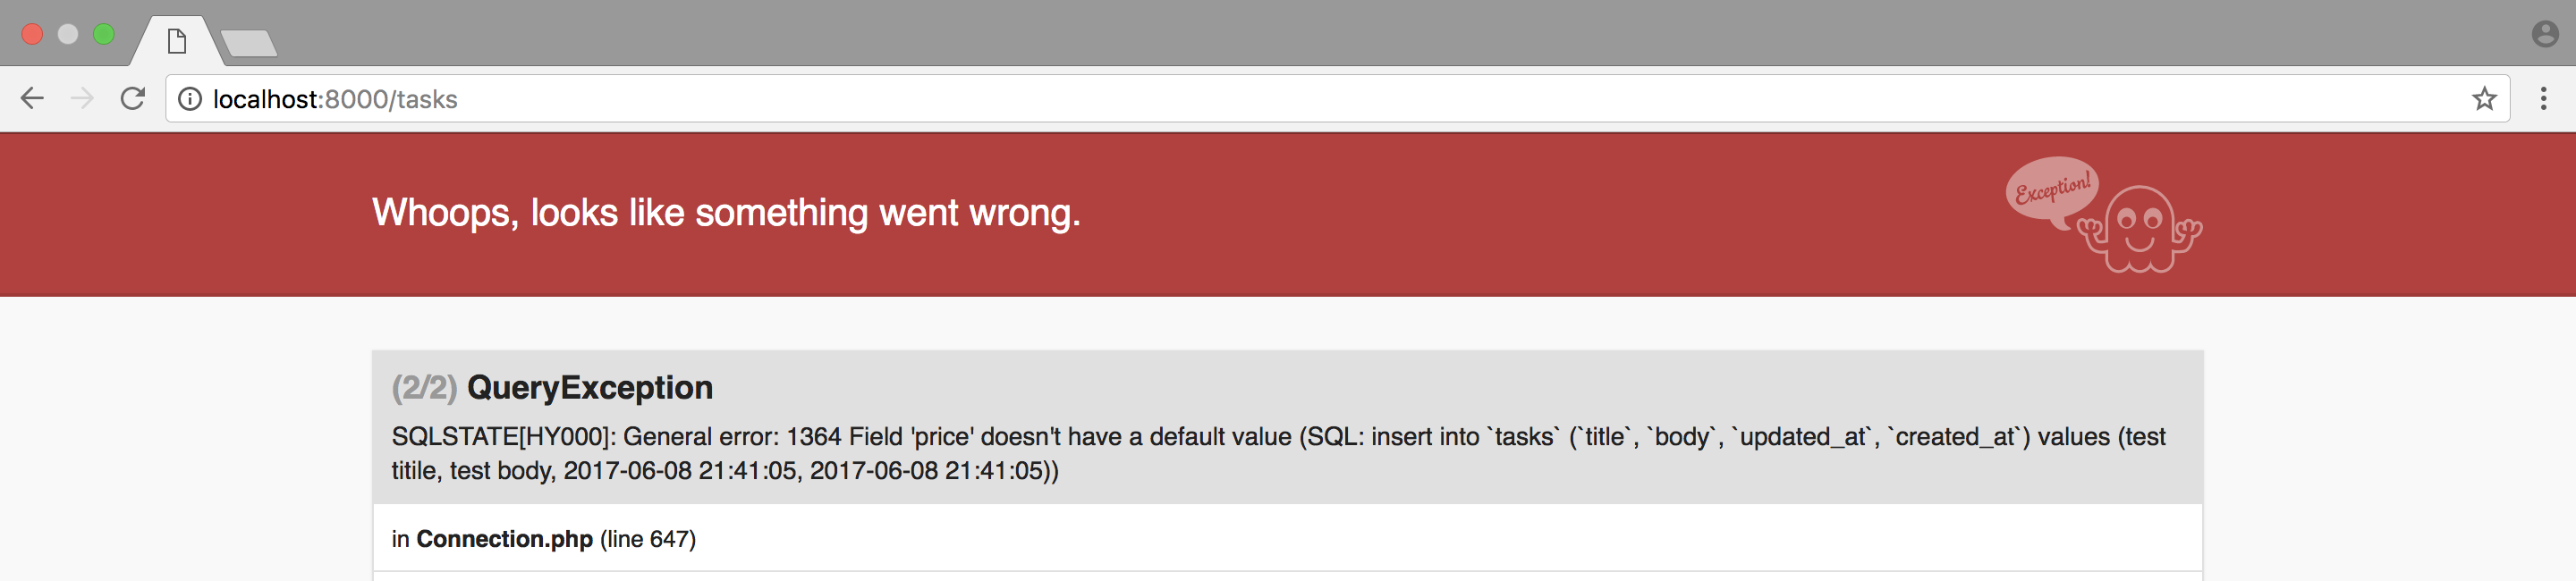 localhost:8000/tasks
Whoops, looks like something went wrong.
Exception!
(2/2) QueryException
SQLSTATE[HY000]: General error: 1364 Field 'price' doesn't have a default value (SQL: insert into `tasks` (`title`, `body`, `updated_at`, `created_at`) values (test
titile, test body, 2017-06-08 21:41:05, 2017-06-08 21:41:05))
in Connection.php (line 647)